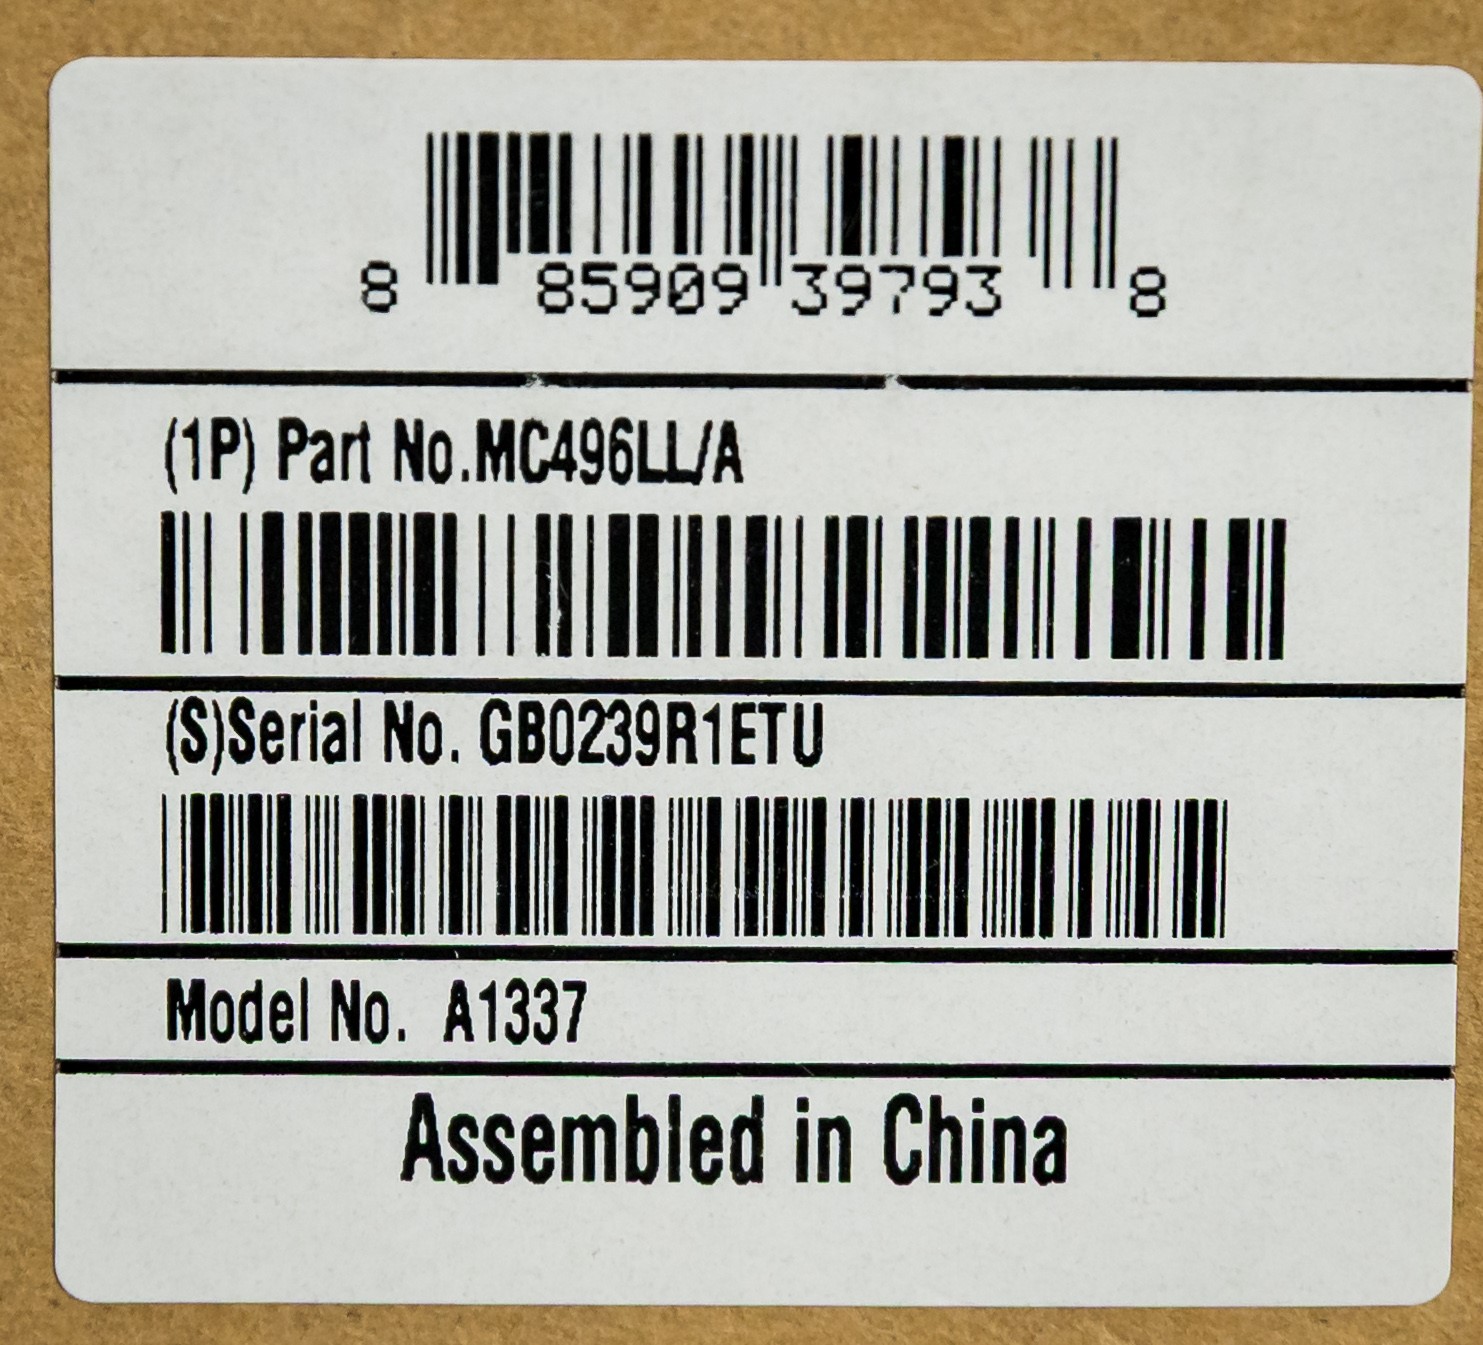 8 85909 39793 8
(1P) Part No.MC496LL/A
(S)Serial No. GB0239R1ETU
Model No. A1337
Assembled in China